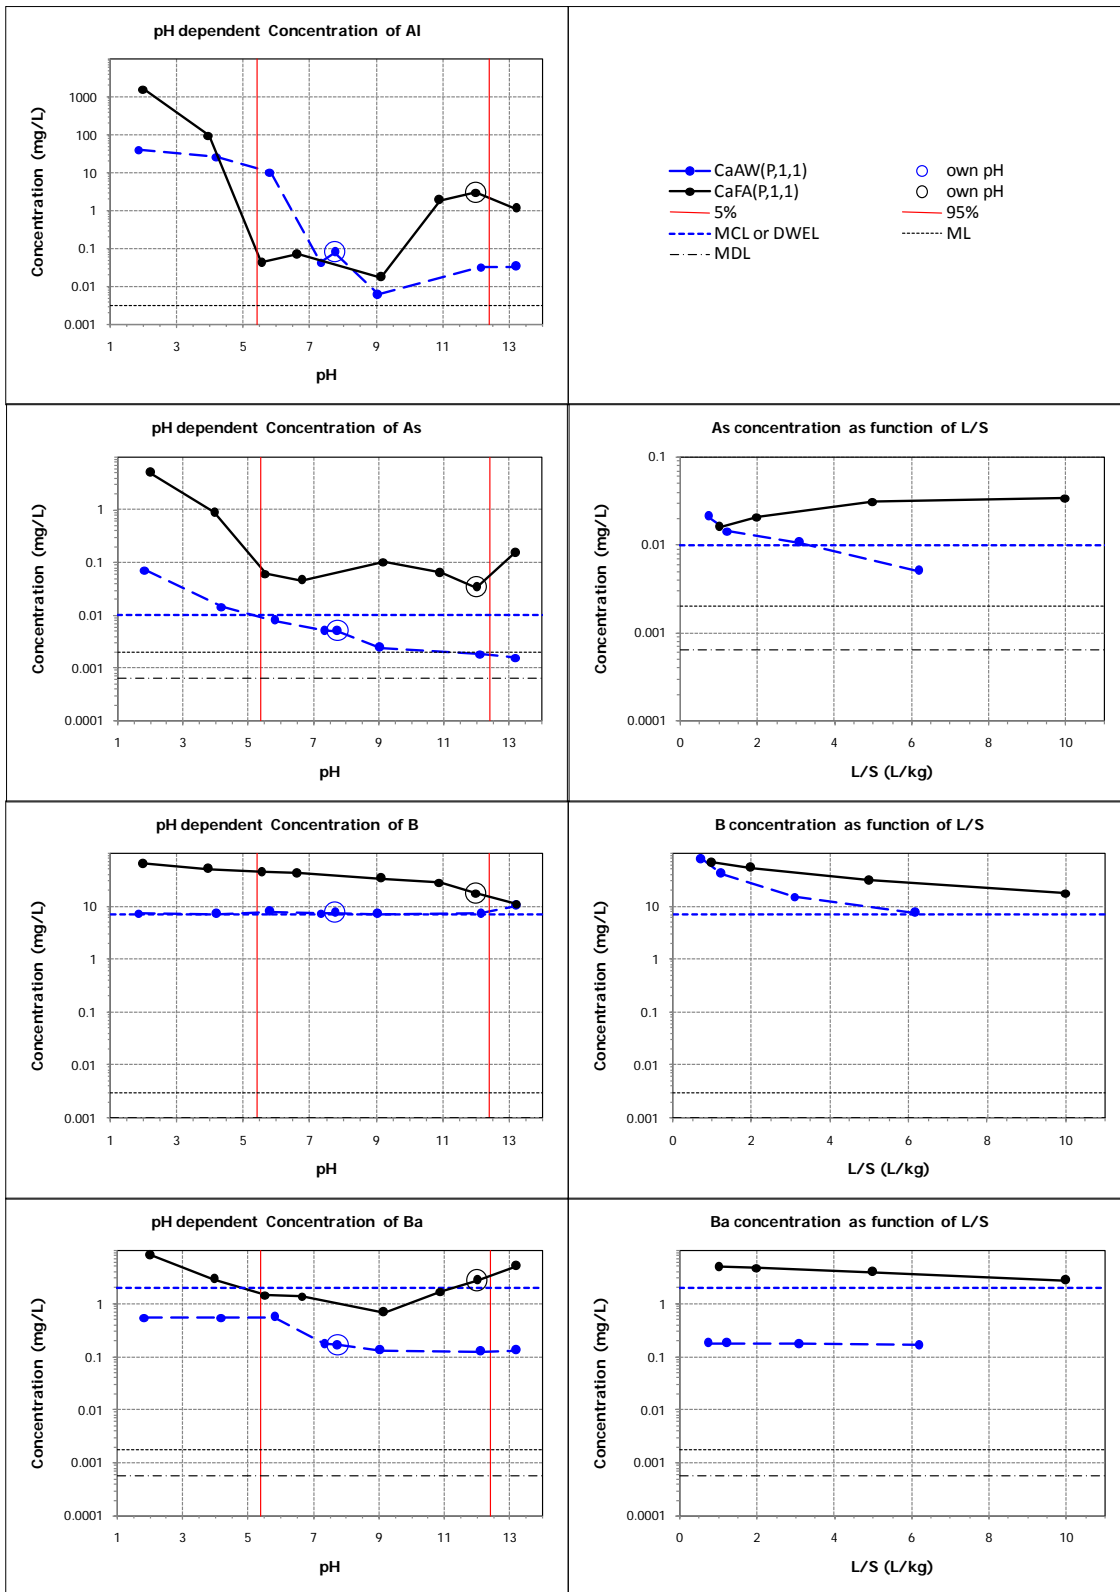 pH dependent Concentration of Al
Concentration (mg/L)
1000
100
10
1
0.1
0.01
0.001
1 3 5 7 9 11 13
pH
CaAW(P,1,1) own pH
CaFA(P,1,1) own pH
5% 95%
MCL or DWEL ML
MDL
pH dependent Concentration of As
Concentration (mg/L)
1
0.1
0.01
0.001
0.0001
1 3 5 7 9 11 13
pH
As concentration as function of L/S
Concentration (mg/L)
0.1
0.01
0.001
0.0001
0 2 4 6 8 10
L/S (L/kg)
pH dependent Concentration of B
Concentration (mg/L)
10
1
0.1
0.01
0.001
1 3 5 7 9 11 13
pH
B concentration as function of L/S
Concentration (mg/L)
10
1
0.1
0.01
0.001
0 2 4 6 8 10
L/S (L/kg)
pH dependent Concentration of Ba
Concentration (mg/L)
1
0.1
0.01
0.001
0.0001
1 3 5 7 9 11 13
pH
Ba concentration as function of L/S
Concentration (mg/L)
1
0.1
0.01
0.001
0.0001
0 2 4 6 8 10
L/S (L/kg)